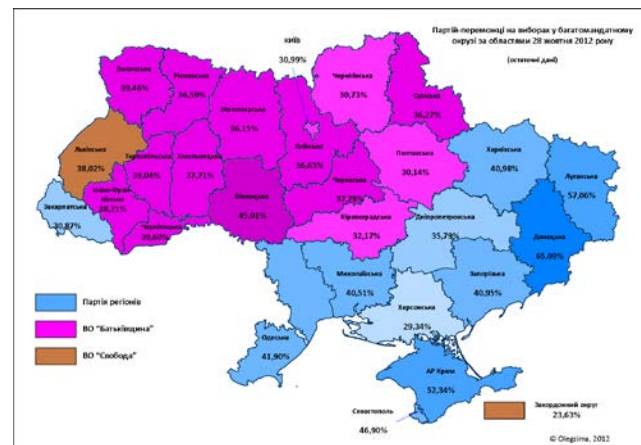 Партії-переможці на виборах у багатомандатному
окрузі за областями 28 жовтня 2012 року
(остаточні дані)
КИЇВ
30,99%
Волинська
39,46%
Рівненська
36,59%
Житомирська
36,15%
Чернігівська
30,73%
Сумська
36,27%
Львівська
38,02%
Тернопільська
39,04%
Хмельницька
37,71%
Київська
36,63%
Полтавська
30,14%
Харківська
40,98%
Луганська
57,06%
Закарпатська
30,87%
Івано-Фран-
ківська
38,21%
Чернівецька
39,60%
Вінницька
45,01%
Черкаська
37,78%
Кіровоградська
32,17%
Дніпропетровська
35,79%
Донецька
65,09%
Миколаївська
40,51%
Запорізька
40,95%
Херсонська
29,34%
Одеська
41,90%
АР Крим
52,34%
Севастополь
46,90%
Партія регіонів
ВО "Батьківщина"
ВО "Свобода"
Закордонний округ
23,63%
© Olegzima, 2012